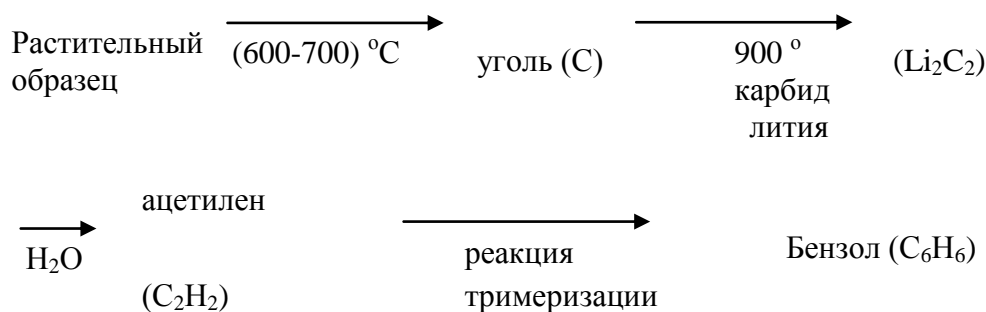 Растительный образец
(600-700) °C
уголь (С)
900 °
карбид
лития
(Li₂C₂)
H₂O
ацетилен
(C₂H₂)
реакция
тримеризации
Бензол (C₆H₆)